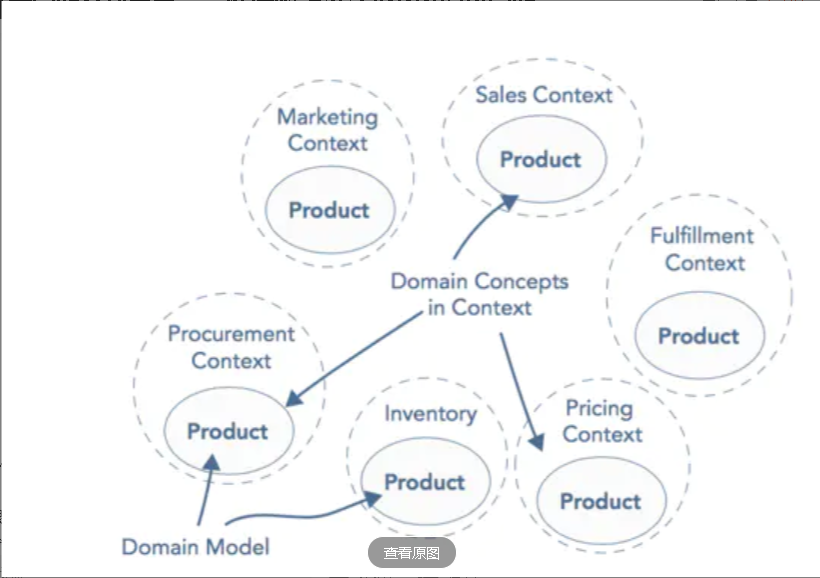 Sales Context
Product
Marketing
Context
Product
Fulfillment
Context
Product
Domain Concepts
in Context
Procurement
Context
Product
Inventory
Product
Pricing
Context
Product
Domain Model
查看原图